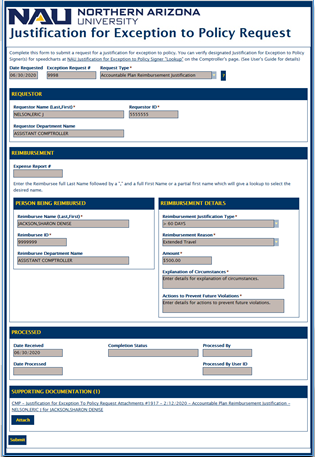 NAU NORTHERN ARIZONA
UNIVERSITY
Justification for Exception to Policy Request
Complete this form to submit a request for a justification for exception to policy. You can verify designated Justification for Exception to Policy
Signer(s) for speedcharts at NAU Justification for Exception to Policy Signer "Lookup" on the Comptroller's page. (See User's Guide for details)
Date Requested Exception Request # Request Type*
06-30-2020 9998 Accountable Plan Reimbursement Justification
REQUESTOR
Requestor Name (Last,First)* Requestor ID*
NELSON,ERIC J 5555555
Requestor Department Name
ASSISTANT COMPTROLLER
REIMBURSEMENT
Expense Report #
Enter the Reimbursee full Last Name followed by a "," and a full First Name or a partial first name which will give a lookup to select the
desired name.
PERSON BEING REIMBURSED REIMBURSEMENT DETAILS
Reimbursee Name (Last,First)* Reimbursement Justification Type*
JACKSON,SHARON DENISE > 60 DAYS
Reimbursee ID* Reimbursement Reason*
9999999 Extended Travel
Reimbursee Department Name Amount*
ASSISTANT COMPTROLLER $500.00
Explanation of Circumstances*
Enter details for explanation of circumstances.
Actions to Prevent Future Violations*
Enter details for actions to prevent future violations.
PROCESSED
Date Received Completion Status Processed By
06-30-2020
Date Processed Processed By User ID
SUPPORTING DOCUMENTATION (1)
CMP - Justification for Exception To Policy Request Attachments #1917 - 2/12/2020 - Accountable Plan Reimbursement Justification -
NELSON,ERIC J for JACKSON,SHARON DENISE
Attach
Submit